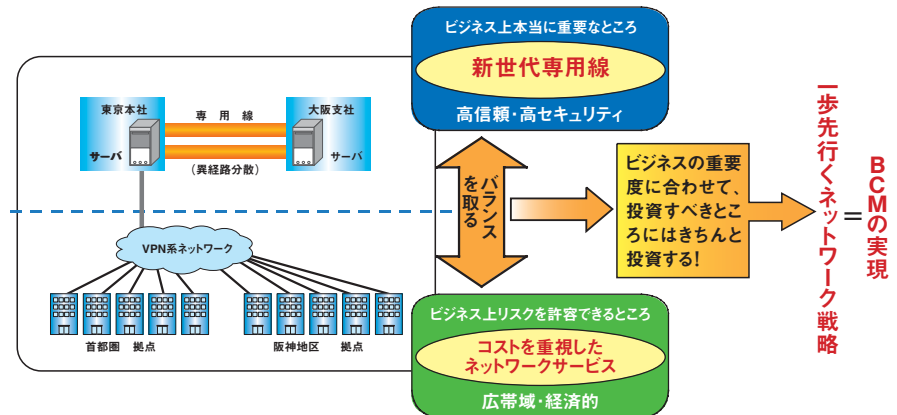 ビジネス上本当に重要なところ
新世代専用線
高信頼・高セキュリティ
東京本社
サーバ
専用線
(異経路分散)
大阪支社
サーバ
VPN系ネットワーク
首都圏 拠点
阪神地区 拠点
バランス
を取る
ビジネスの重要
度に合わせて、
投資すべきとこ
ろにはきちんと
投資する!
ビジネス上リスクを許容できるところ
コストを重視した
ネットワークサービス
広帯域・経済的
一歩先行くネットワーク戦略
=
BCMの実現